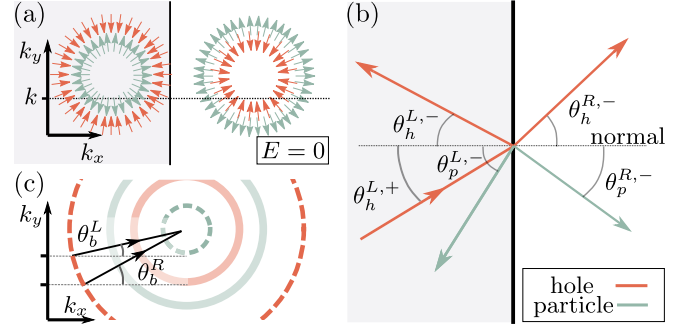 (a)
k_y
k
k_x
E = 0
(b)
θ_h^{L,-}
θ_h^{R,-}
normal
θ_p^{L,-}
θ_h^{L,+}
θ_p^{R,-}
(c)
k_y
θ_b^L
θ_b^R
k_x
hole
particle